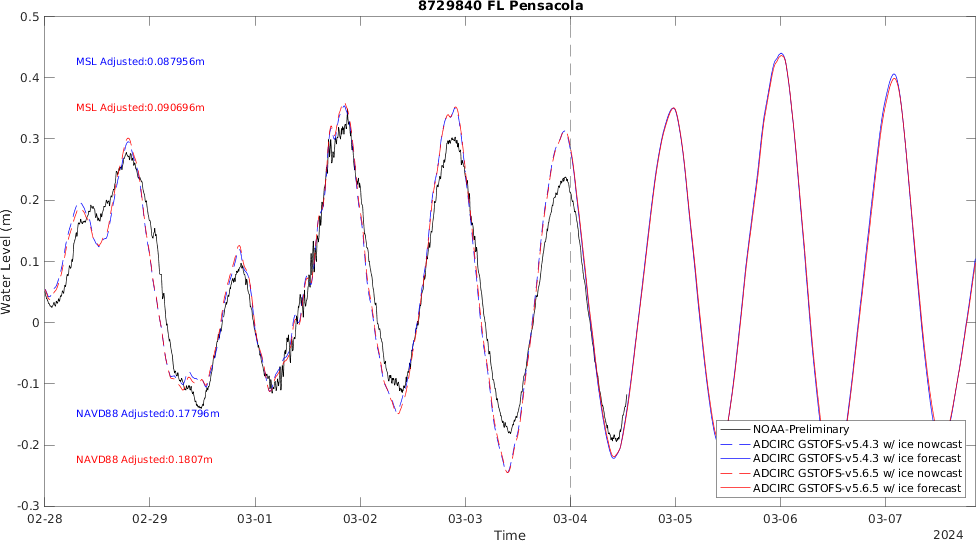 8729840 FL Pensacola
0.5
MSL Adjusted:0.087956m
0.4
MSL Adjusted:0.090696m
0.3
0.2
0.1
Water Level (m)
0
-0.1
NAVD88 Adjusted:0.17796m
-0.2
NAVD88 Adjusted:0.1807m
-0.3
NOAA-Preliminary
ADCIRC GSTOFS-v5.4.3 w/ ice nowcast
ADCIRC GSTOFS-v5.4.3 w/ ice forecast
ADCIRC GSTOFS-v5.6.5 w/ ice nowcast
ADCIRC GSTOFS-v5.6.5 w/ ice forecast
02-28 02-29 03-01 03-02 03-03 03-04 03-05 03-06 03-07
Time
2024